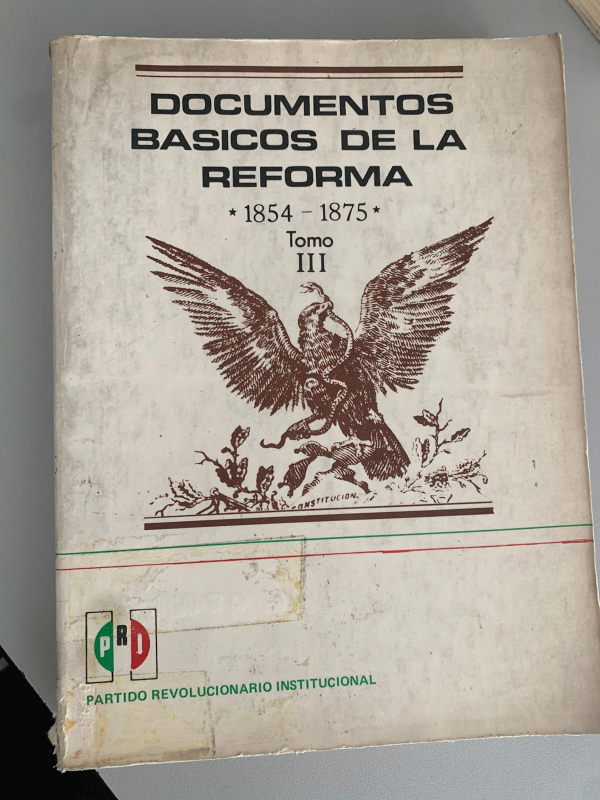 DOCUMENTOS
BASICOS DE LA
REFORMA
* 1854 - 1875 *
Tomo
III
CONSTITUCION.
PRI
PARTIDO REVOLUCIONARIO INSTITUCIONAL